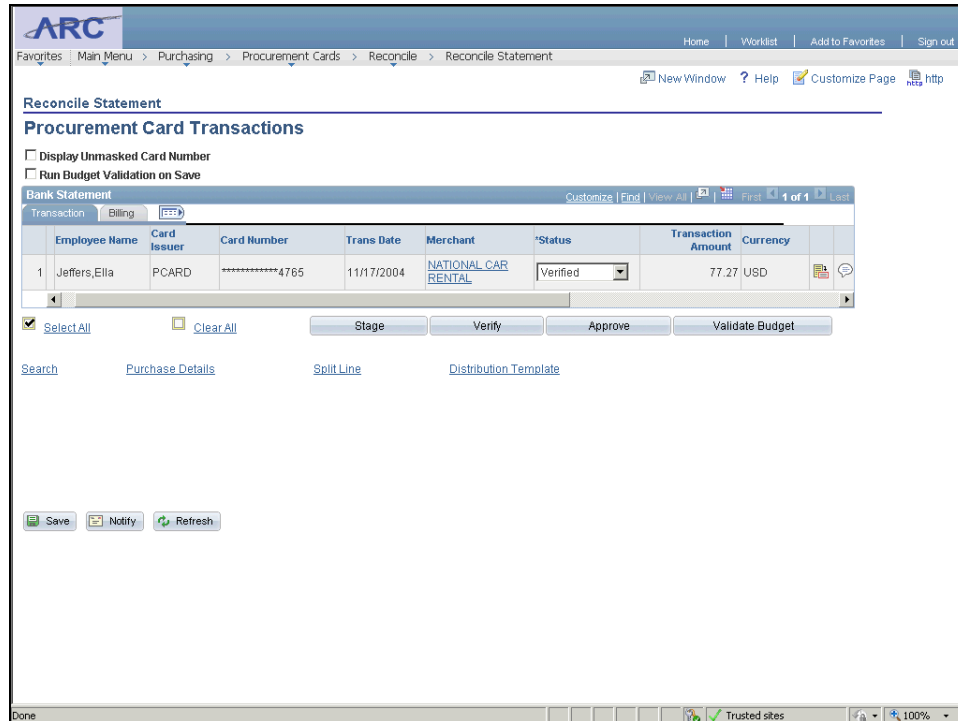 ARC
Home | Worklist | Add to Favorites | Sign out
Favorites Main Menu > Purchasing > Procurement Cards > Reconcile > Reconcile Statement
New Window ? Help Customize Page http
Reconcile Statement
Procurement Card Transactions
Display Unmasked Card Number
Run Budget Validation on Save
Bank Statement Customize | Find | View All | First 1 of 1 Last
Transaction Billing
Employee Name Card Issuer Card Number Trans Date Merchant *Status Transaction Amount Currency
1 Jeffers,Ella PCARD ************4765 11/17/2004 NATIONAL CAR RENTAL Verified 77.27 USD
Select All Clear All Stage Verify Approve Validate Budget
Search Purchase Details Split Line Distribution Template
Save Notify Refresh
Done Trusted sites 100%